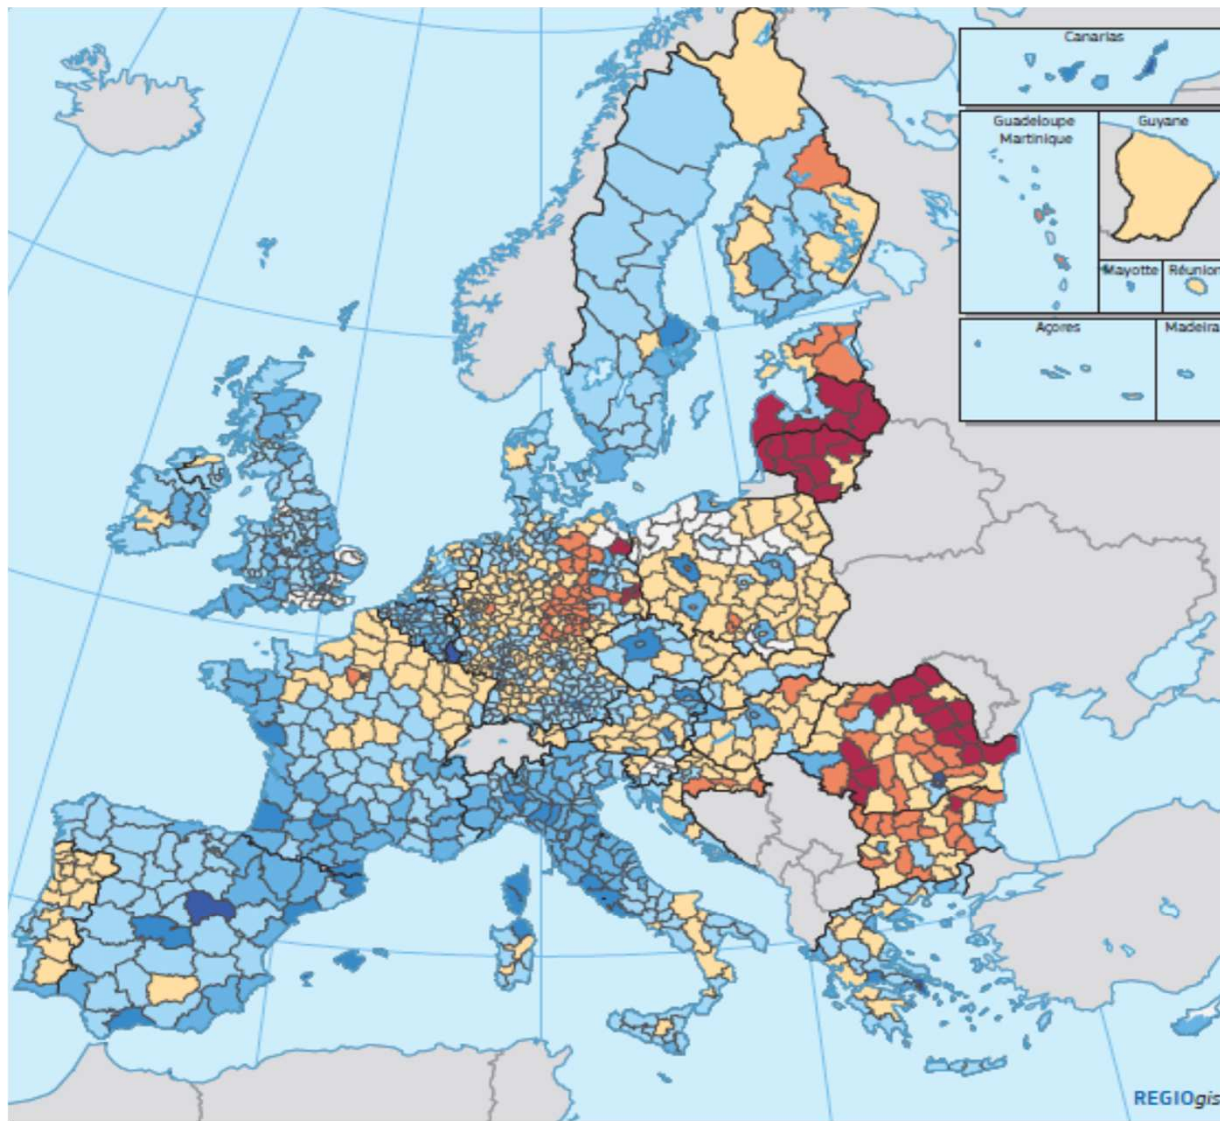 Canarias
Guadeloupe
Martinique
Guyane
Mayotte
Réunion
Açores
Madeira
REGIOgis